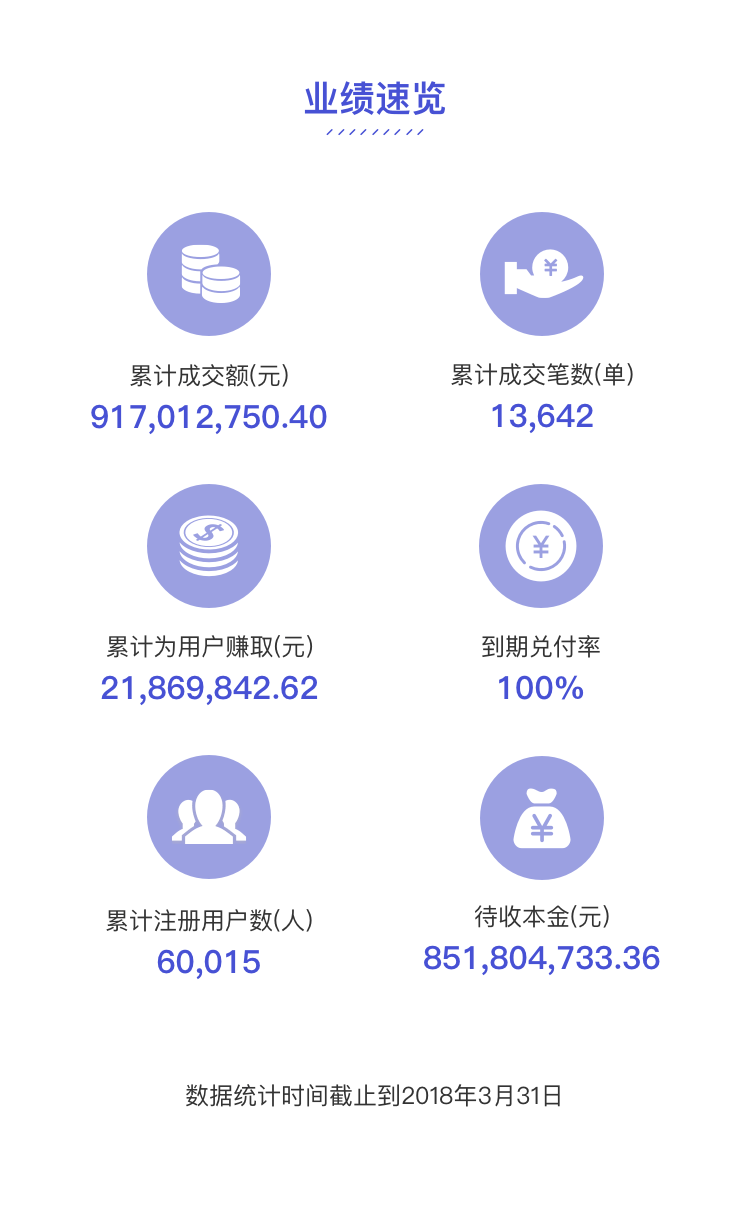 业绩速览
累计成交额(元)
917,012,750.40
累计成交笔数(单)
13,642
累计为用户赚取(元)
21,869,842.62
到期兑付率
100%
累计注册用户数(人)
60,015
待收本金(元)
851,804,733.36
数据统计时间截止到2018年3月31日